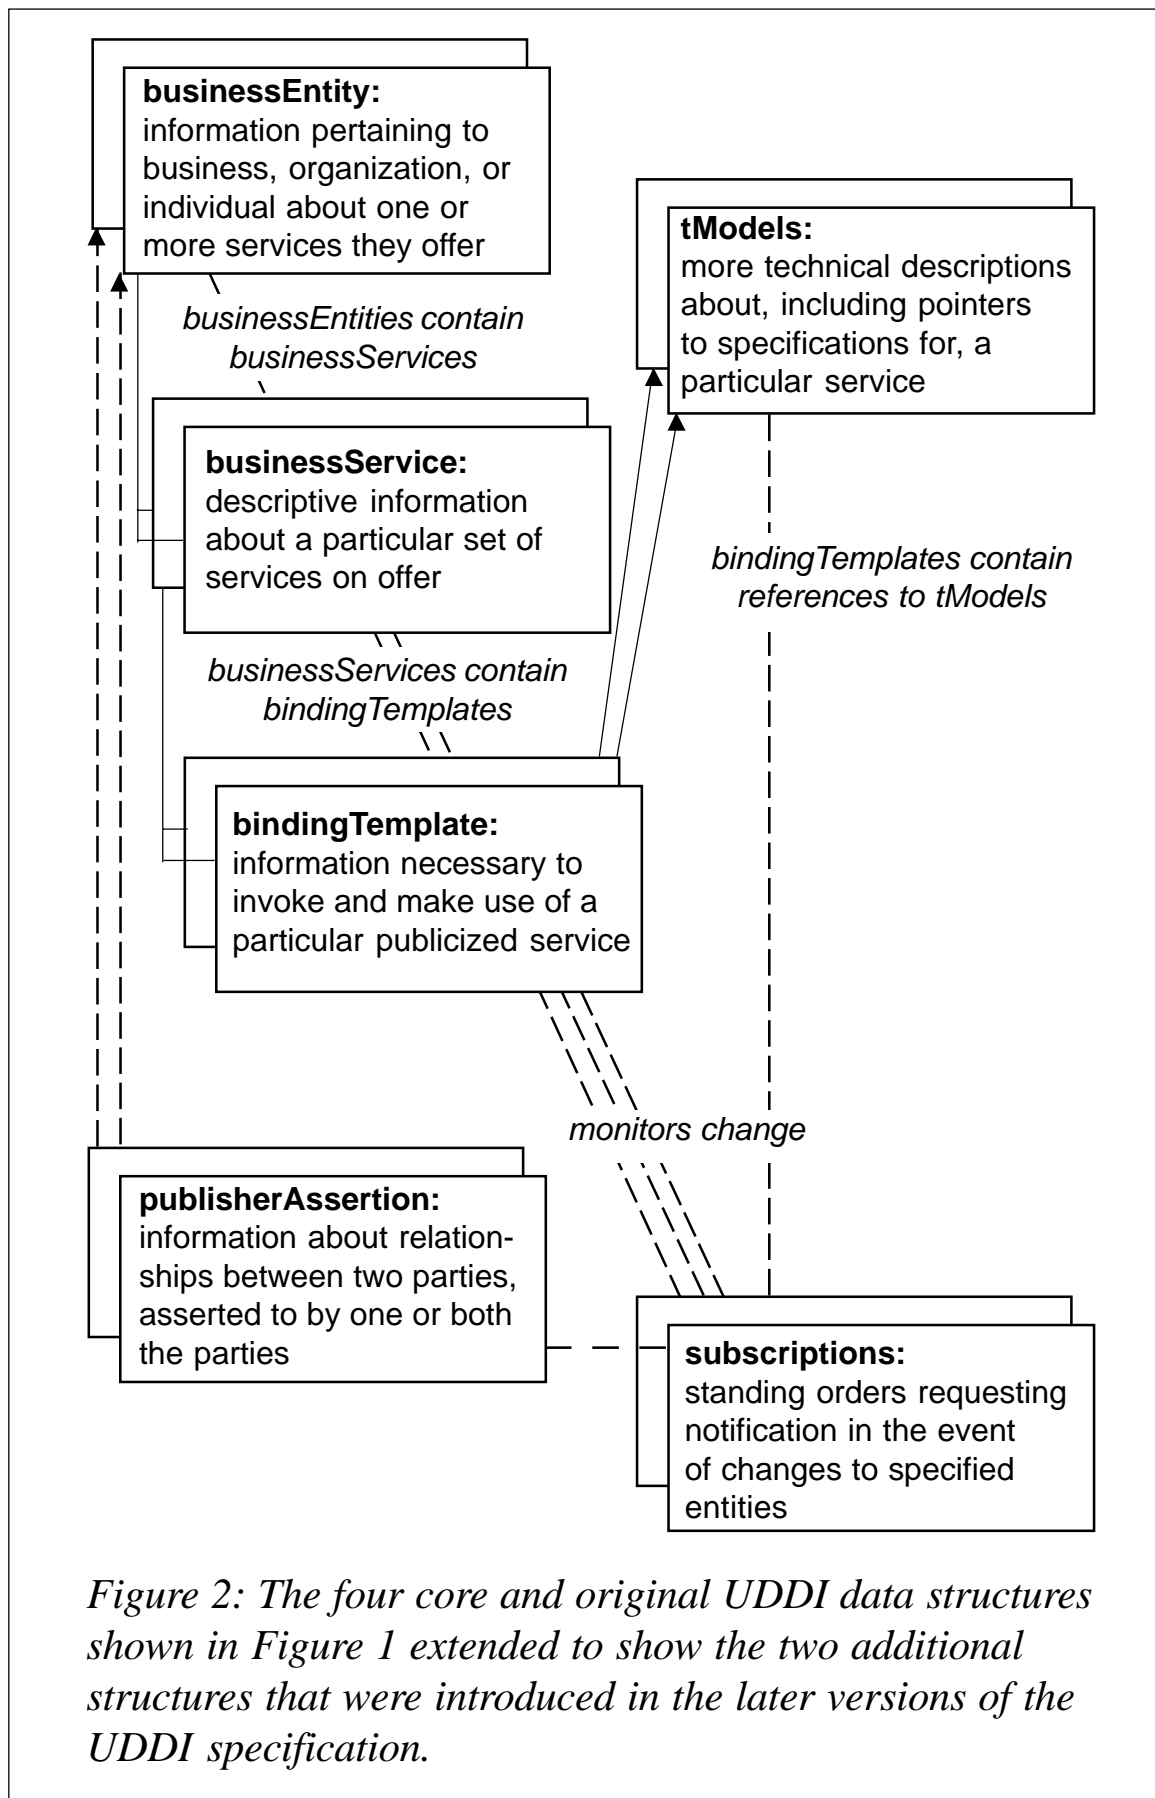 businessEntity:
information pertaining to
business, organization, or
individual about one or
more services they offer
businessEntities contain
businessServices
tModels:
more technical descriptions
about, including pointers
to specifications for, a
particular service
businessService:
descriptive information
about a particular set of
services on offer
bindingTemplates contain
references to tModels
businessServices contain
bindingTemplates
bindingTemplate:
information necessary to
invoke and make use of a
particular publicized service
monitors change
publisherAssertion:
information about relation-
ships between two parties,
asserted to by one or both
the parties
subscriptions:
standing orders requesting
notification in the event
of changes to specified
entities
Figure 2: The four core and original UDDI data structures
shown in Figure 1 extended to show the two additional
structures that were introduced in the later versions of the
UDDI specification.